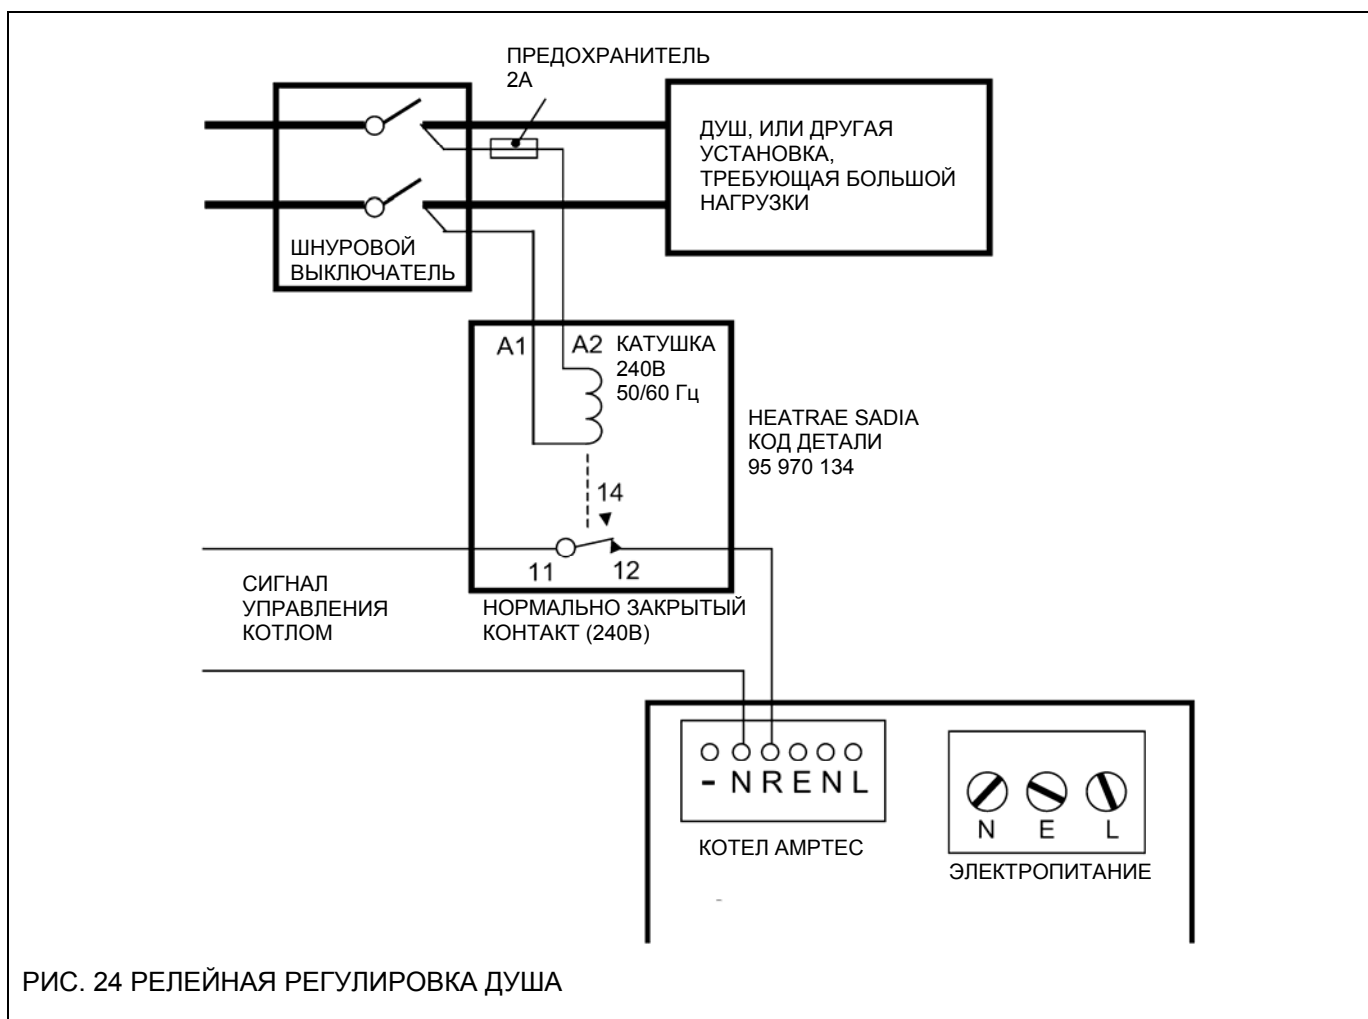 ПРЕДОХРАНИТЕЛЬ
2А
ДУШ, ИЛИ ДРУГАЯ
УСТАНОВКА,
ТРЕБУЮЩАЯ БОЛЬШОЙ
НАГРУЗКИ
ШНУРОВОЙ
ВЫКЛЮЧАТЕЛЬ
A1
A2
КАТУШКА
240В
50/60 Гц
HEATRAE SADIA
КОД ДЕТАЛИ
95 970 134
14
11
12
СИГНАЛ
УПРАВЛЕНИЯ
КОТЛОМ
НОРМАЛЬНО ЗАКРЫТЫЙ
КОНТАКТ (240В)
- N R E N L
КОТЕЛ AMPTEC
N E L
ЭЛЕКТРОПИТАНИЕ
РИС. 24 РЕЛЕЙНАЯ РЕГУЛИРОВКА ДУША